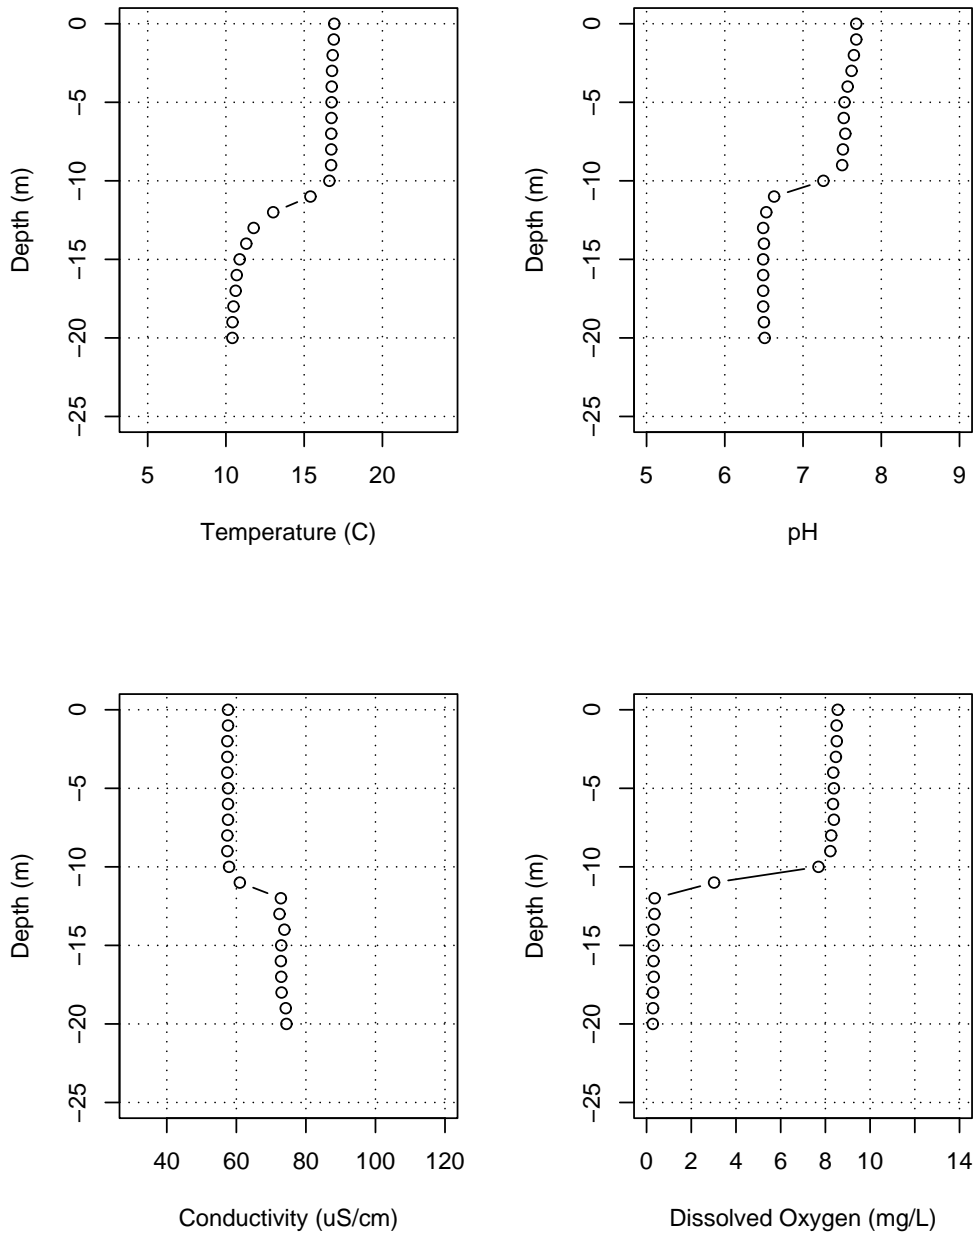 0
−5
−10
−15
−20
−25
Depth (m)
5 10 15 20
Temperature (C)
0
−5
−10
−15
−20
−25
Depth (m)
5 6 7 8 9
pH
0
−5
−10
−15
−20
−25
Depth (m)
40 60 80 100 120
Conductivity (uS/cm)
0
−5
−10
−15
−20
−25
Depth (m)
0 2 4 6 8 10 14
Dissolved Oxygen (mg/L)